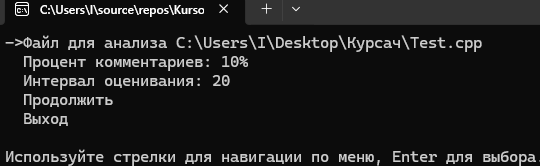 C:\Users\I\source\repos\Kurso
->Файл для анализа C:\Users\I\Desktop\Курсач\Test.cpp
Процент комментариев: 10%
Интервал оценивания: 20
Продолжить
Выход
Используйте стрелки для навигации по меню, Enter для выбора